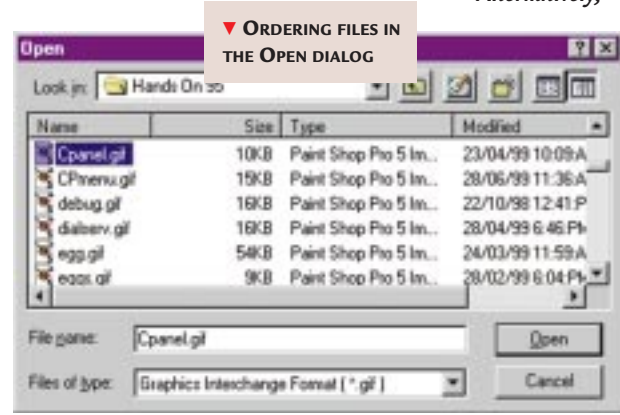 ▼ ORDERING FILES IN
THE OPEN DIALOG
Open
Look in: Hands On 95
Name Size Type Modified
Cpanel.gif 10KB Paint Shop Pro 5 Im... 23/04/99 10:09:A
CPmenu.gif 15KB Paint Shop Pro 5 Im... 28/06/99 11:36:A
debug.gif 16KB Paint Shop Pro 5 Im... 22/10/98 12:41:P
dialserv.gif 16KB Paint Shop Pro 5 Im... 28/04/99 6:46:PM
egg.gif 54KB Paint Shop Pro 5 Im... 24/03/99 11:59:A
eggs.gif 9KB Paint Shop Pro 5 Im... 28/02/99 6:04:PM
File name: Cpanel.gif Open
Files of type: Graphics Interchange Format ( *.gif ) Cancel